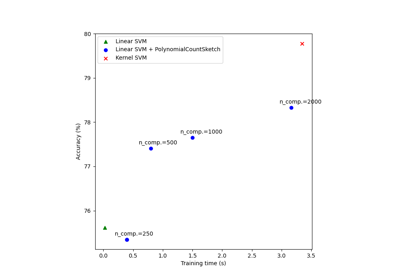 80
Linear SVM
Linear SVM + PolynomialCountSketch
Kernel SVM
79
n_comp.=2000
78
n_comp.=1000
n_comp.=500
77
76
n_comp.=250
Accuracy (%)
0.0 0.5 1.0 1.5 2.0 2.5 3.0 3.5
Training time (s)